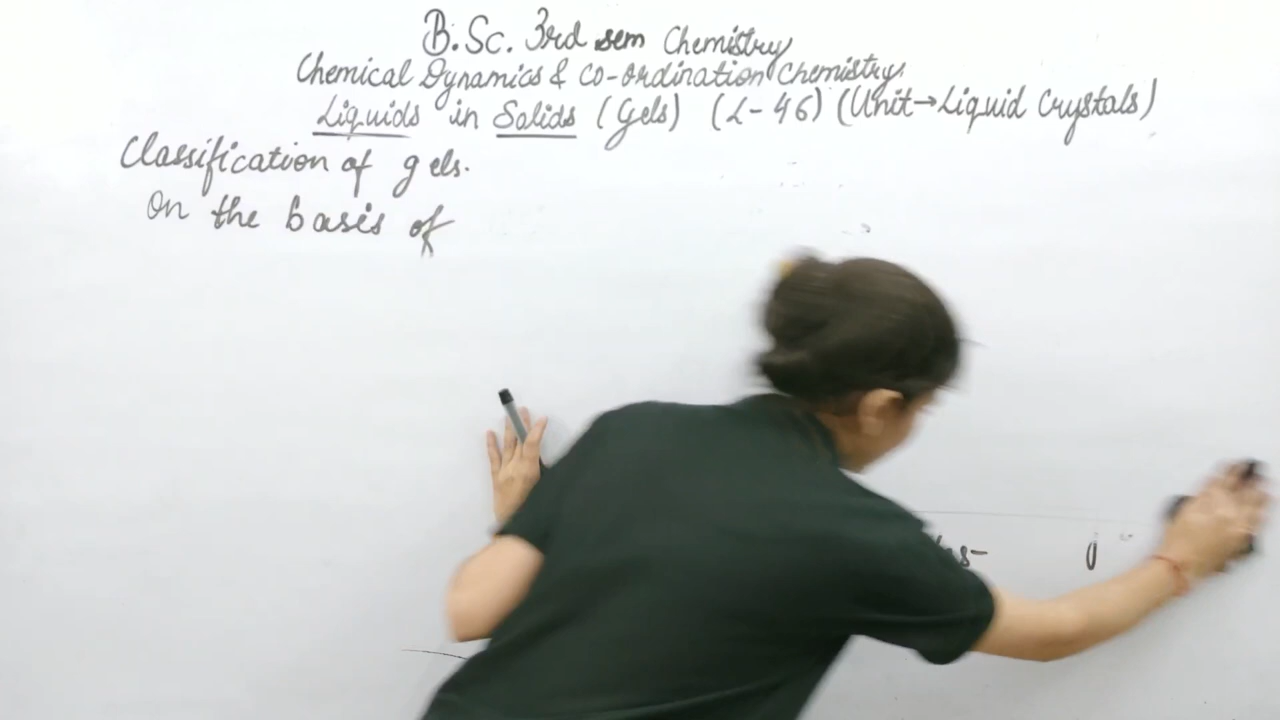 B.Sc. 3rd sem Chemistry
Chemical Dynamics & Co-ordination Chemistry
Liquids in Solids (Gels) (L-46) (Unit→Liquid Crystals)
Classification of gels.
On the basis of